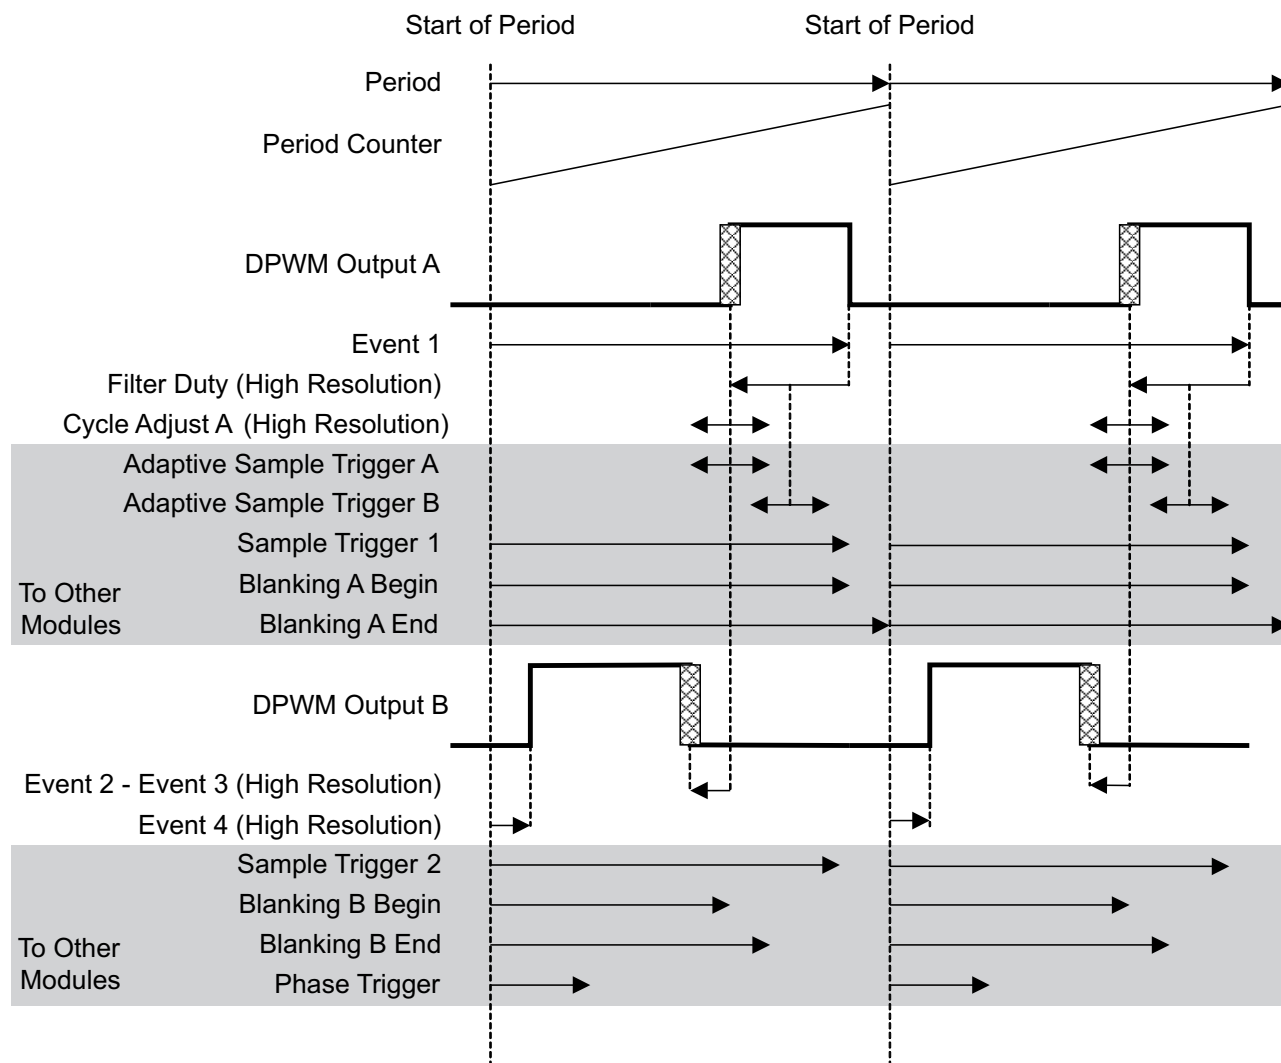 Start of Period
Start of Period
Period
Period Counter
DPWM Output A
Event 1
Filter Duty (High Resolution)
Cycle Adjust A (High Resolution)
Adaptive Sample Trigger A
Adaptive Sample Trigger B
Sample Trigger 1
Blanking A Begin
Blanking A End
To Other
Modules
DPWM Output B
Event 2 - Event 3 (High Resolution)
Event 4 (High Resolution)
Sample Trigger 2
Blanking B Begin
Blanking B End
Phase Trigger
To Other
Modules